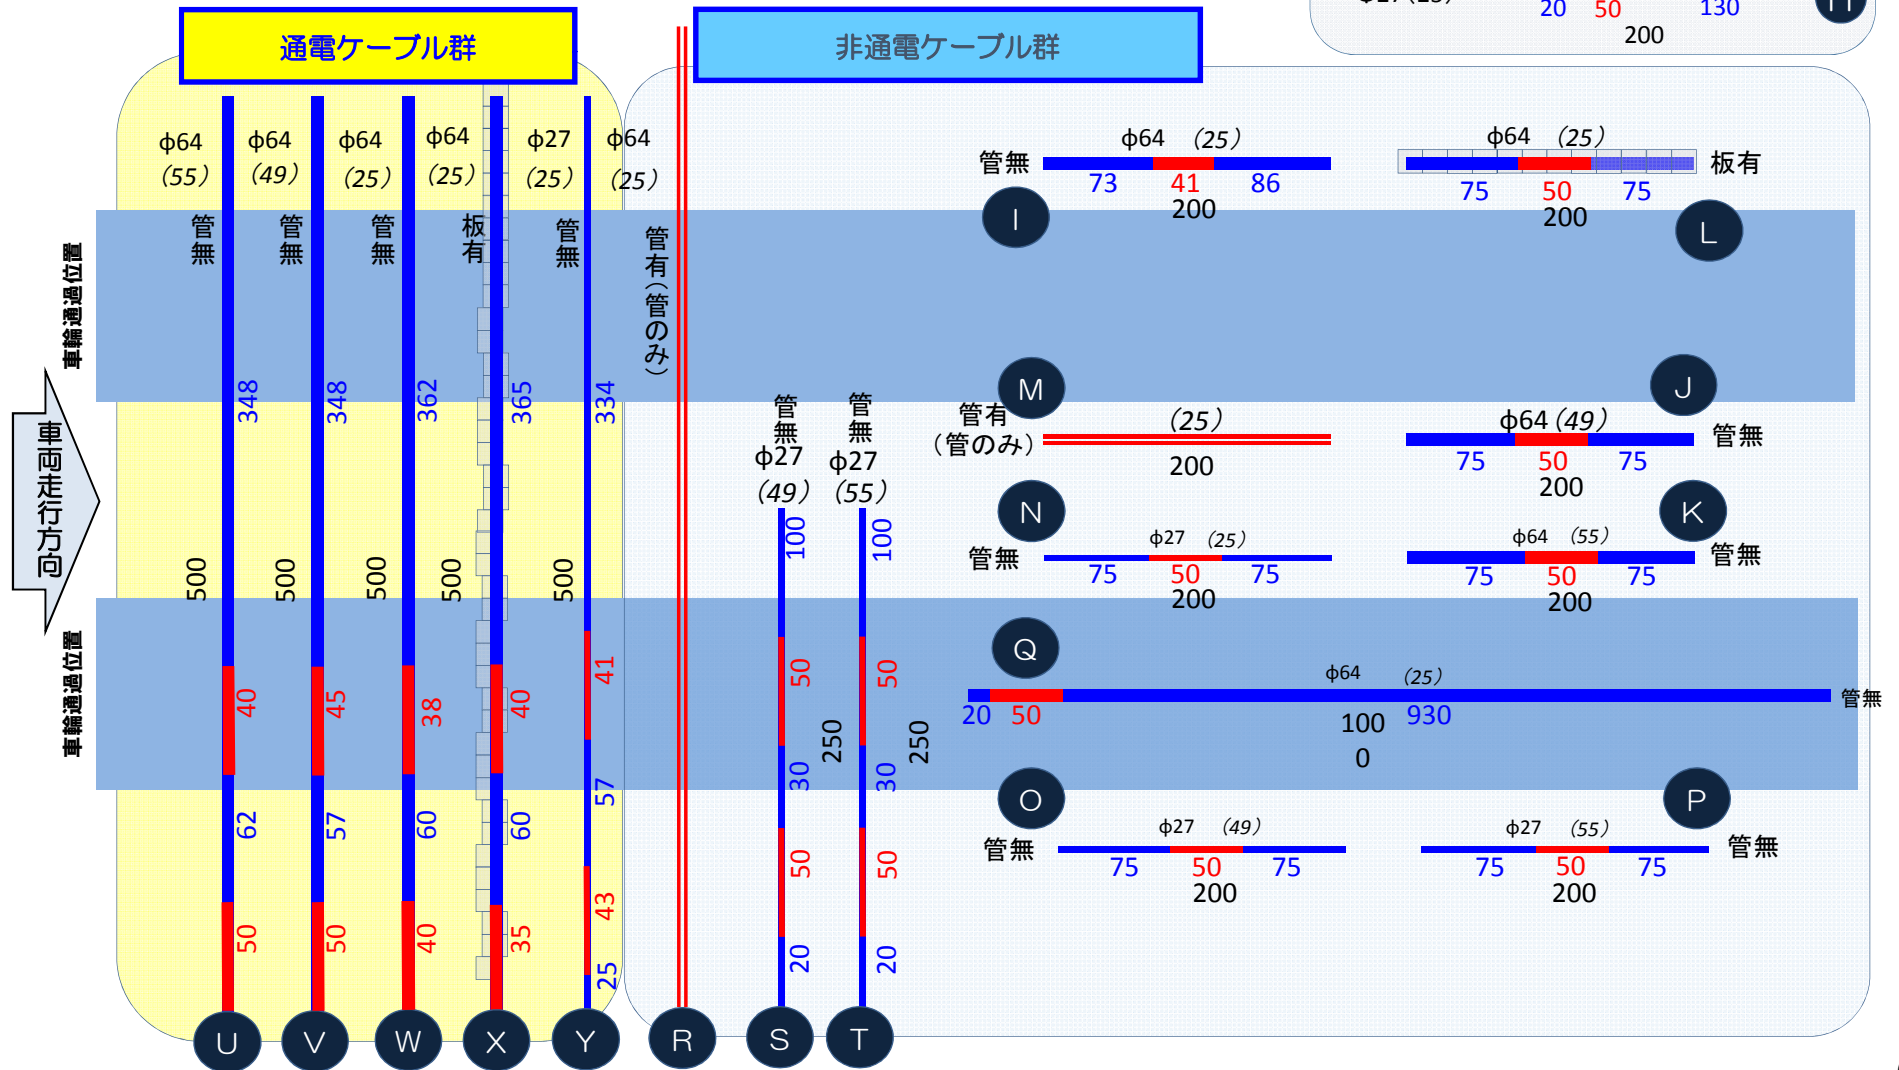 通電ケーブル群
非通電ケーブル群
20 50 130
200
H
φ64
(55)
φ64
(49)
φ64
(25)
φ64
(25)
φ27
(25)
φ64
(25)
管無
管無
管無
板有
管無
管有(管のみ)
車輪通過位置
車両走行方向
車輪通過位置
348
348
362
365
334
500
500
500
500
500
40
45
38
40
41
62
57
60
60
57
50
50
40
35
43
25
U
V
W
X
Y
R
S
T
管無
φ27
(49)
管無
φ27
(55)
100
100
50
50
250
250
30
30
50
50
20
20
φ64 (25)
管無
73 41 86
200
I
φ64 (25)
板有
75 50 75
200
L
M
管有
(管のみ)
(25)
200
J
φ64 (49)
管無
75 50 75
200
N
管無
φ27 (25)
75 50 75
200
K
φ64 (55)
管無
75 50 75
200
Q
φ64 (25)
管無
20 50 930
100
0
O
管無
φ27 (49)
75 50 75
200
P
φ27 (55)
管無
75 50 75
200